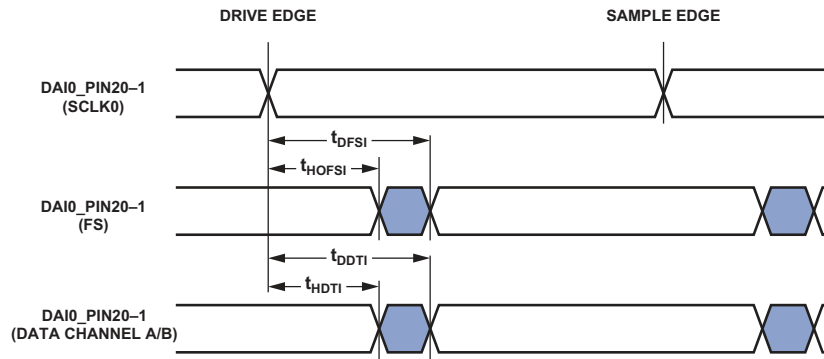 DRIVE EDGE
SAMPLE EDGE
DAI0_PIN20–1
(SCLK0)
tDFSI
tHOFSI
DAI0_PIN20–1
(FS)
tDDTI
tHDTI
DAI0_PIN20–1
(DATA CHANNEL A/B)